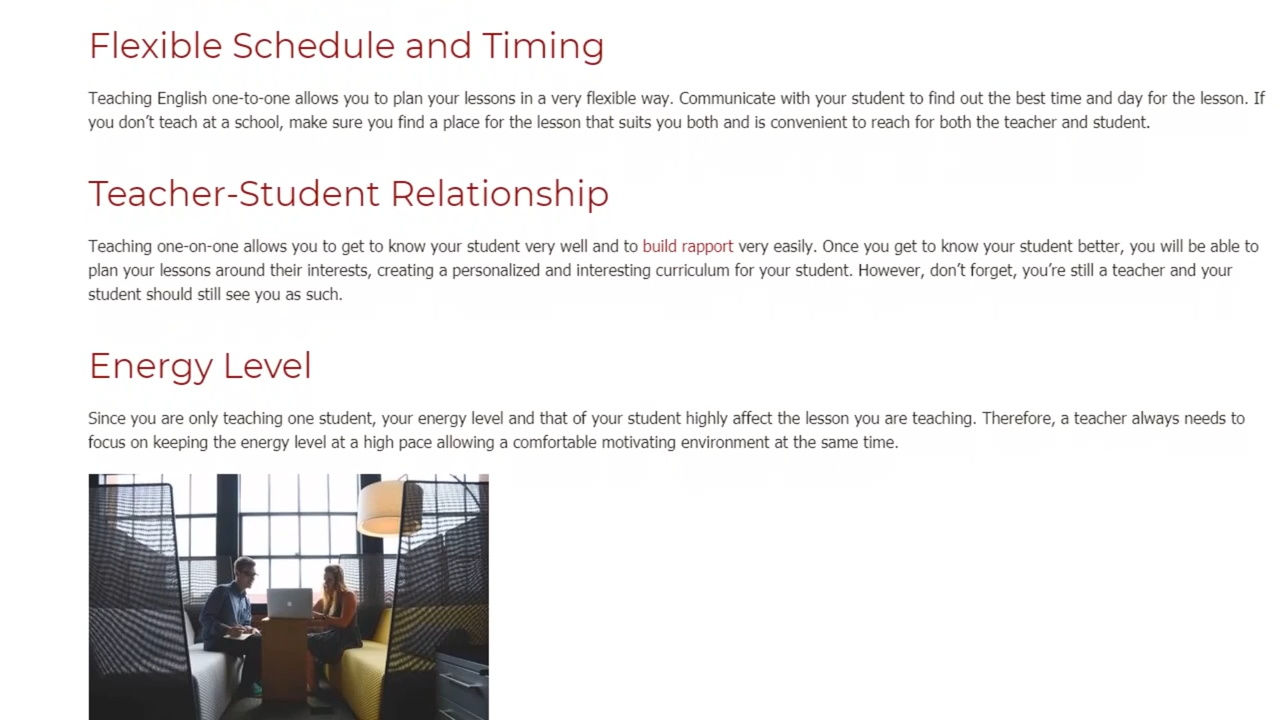 Flexible Schedule and Timing
Teaching English one-to-one allows you to plan your lessons in a very flexible way. Communicate with your student to find out the best time and day for the lesson. If
you don’t teach at a school, make sure you find a place for the lesson that suits you both and is convenient to reach for both the teacher and student.
Teacher-Student Relationship
Teaching one-on-one allows you to get to know your student very well and to build rapport very easily. Once you get to know your student better, you will be able to
plan your lessons around their interests, creating a personalized and interesting curriculum for your student. However, don’t forget, you’re still a teacher and your
student should still see you as such.
Energy Level
Since you are only teaching one student, your energy level and that of your student highly affect the lesson you are teaching. Therefore, a teacher always needs to
focus on keeping the energy level at a high pace allowing a comfortable motivating environment at the same time.